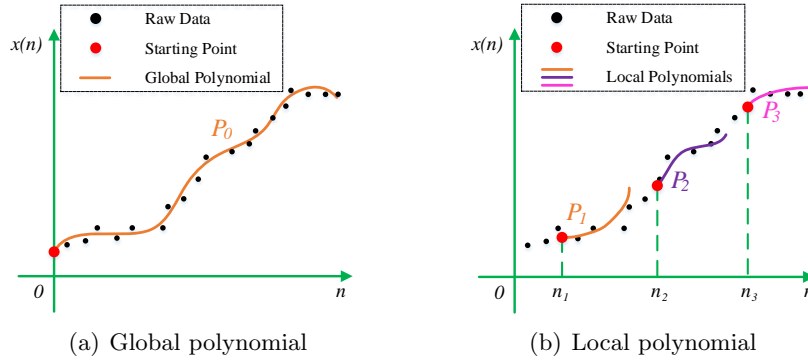 x(n)
Raw Data
Starting Point
Global Polynomial
P0
0
n
(a) Global polynomial
x(n)
Raw Data
Starting Point
Local Polynomials
P3
P2
P1
0
n1
n2
n3
n
(b) Local polynomial